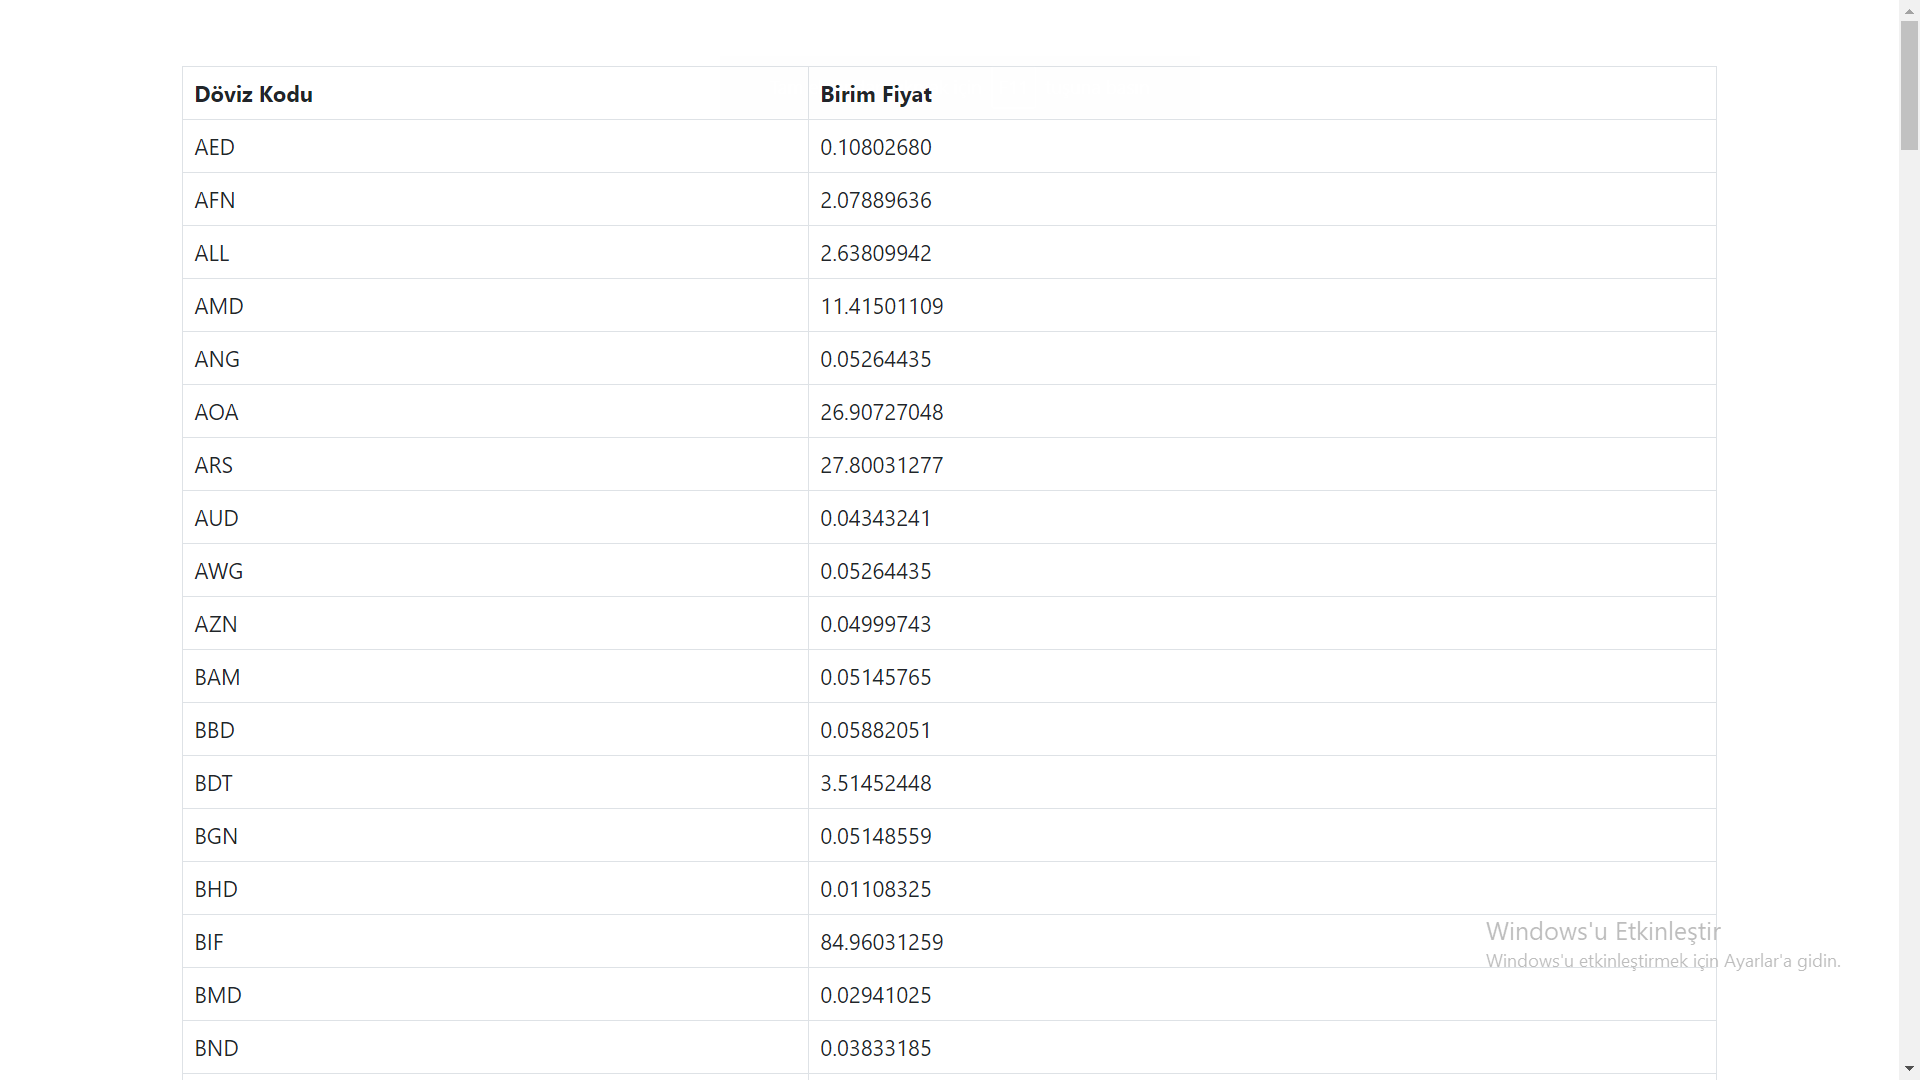 Döviz Kodu Birim Fiyat
AED 0.10802680
AFN 2.07889636
ALL 2.63809942
AMD 11.41501109
ANG 0.05264435
AOA 26.90727048
ARS 27.80031277
AUD 0.04343241
AWG 0.05264435
AZN 0.04999743
BAM 0.05145765
BBD 0.05882051
BDT 3.51452448
BGN 0.05148559
BHD 0.01108325
BIF 84.96031259
BMD 0.02941025
BND 0.03833185
Windows'u Etkinleştir
Windows'u etkinleştirmek için Ayarlar'a gidin.